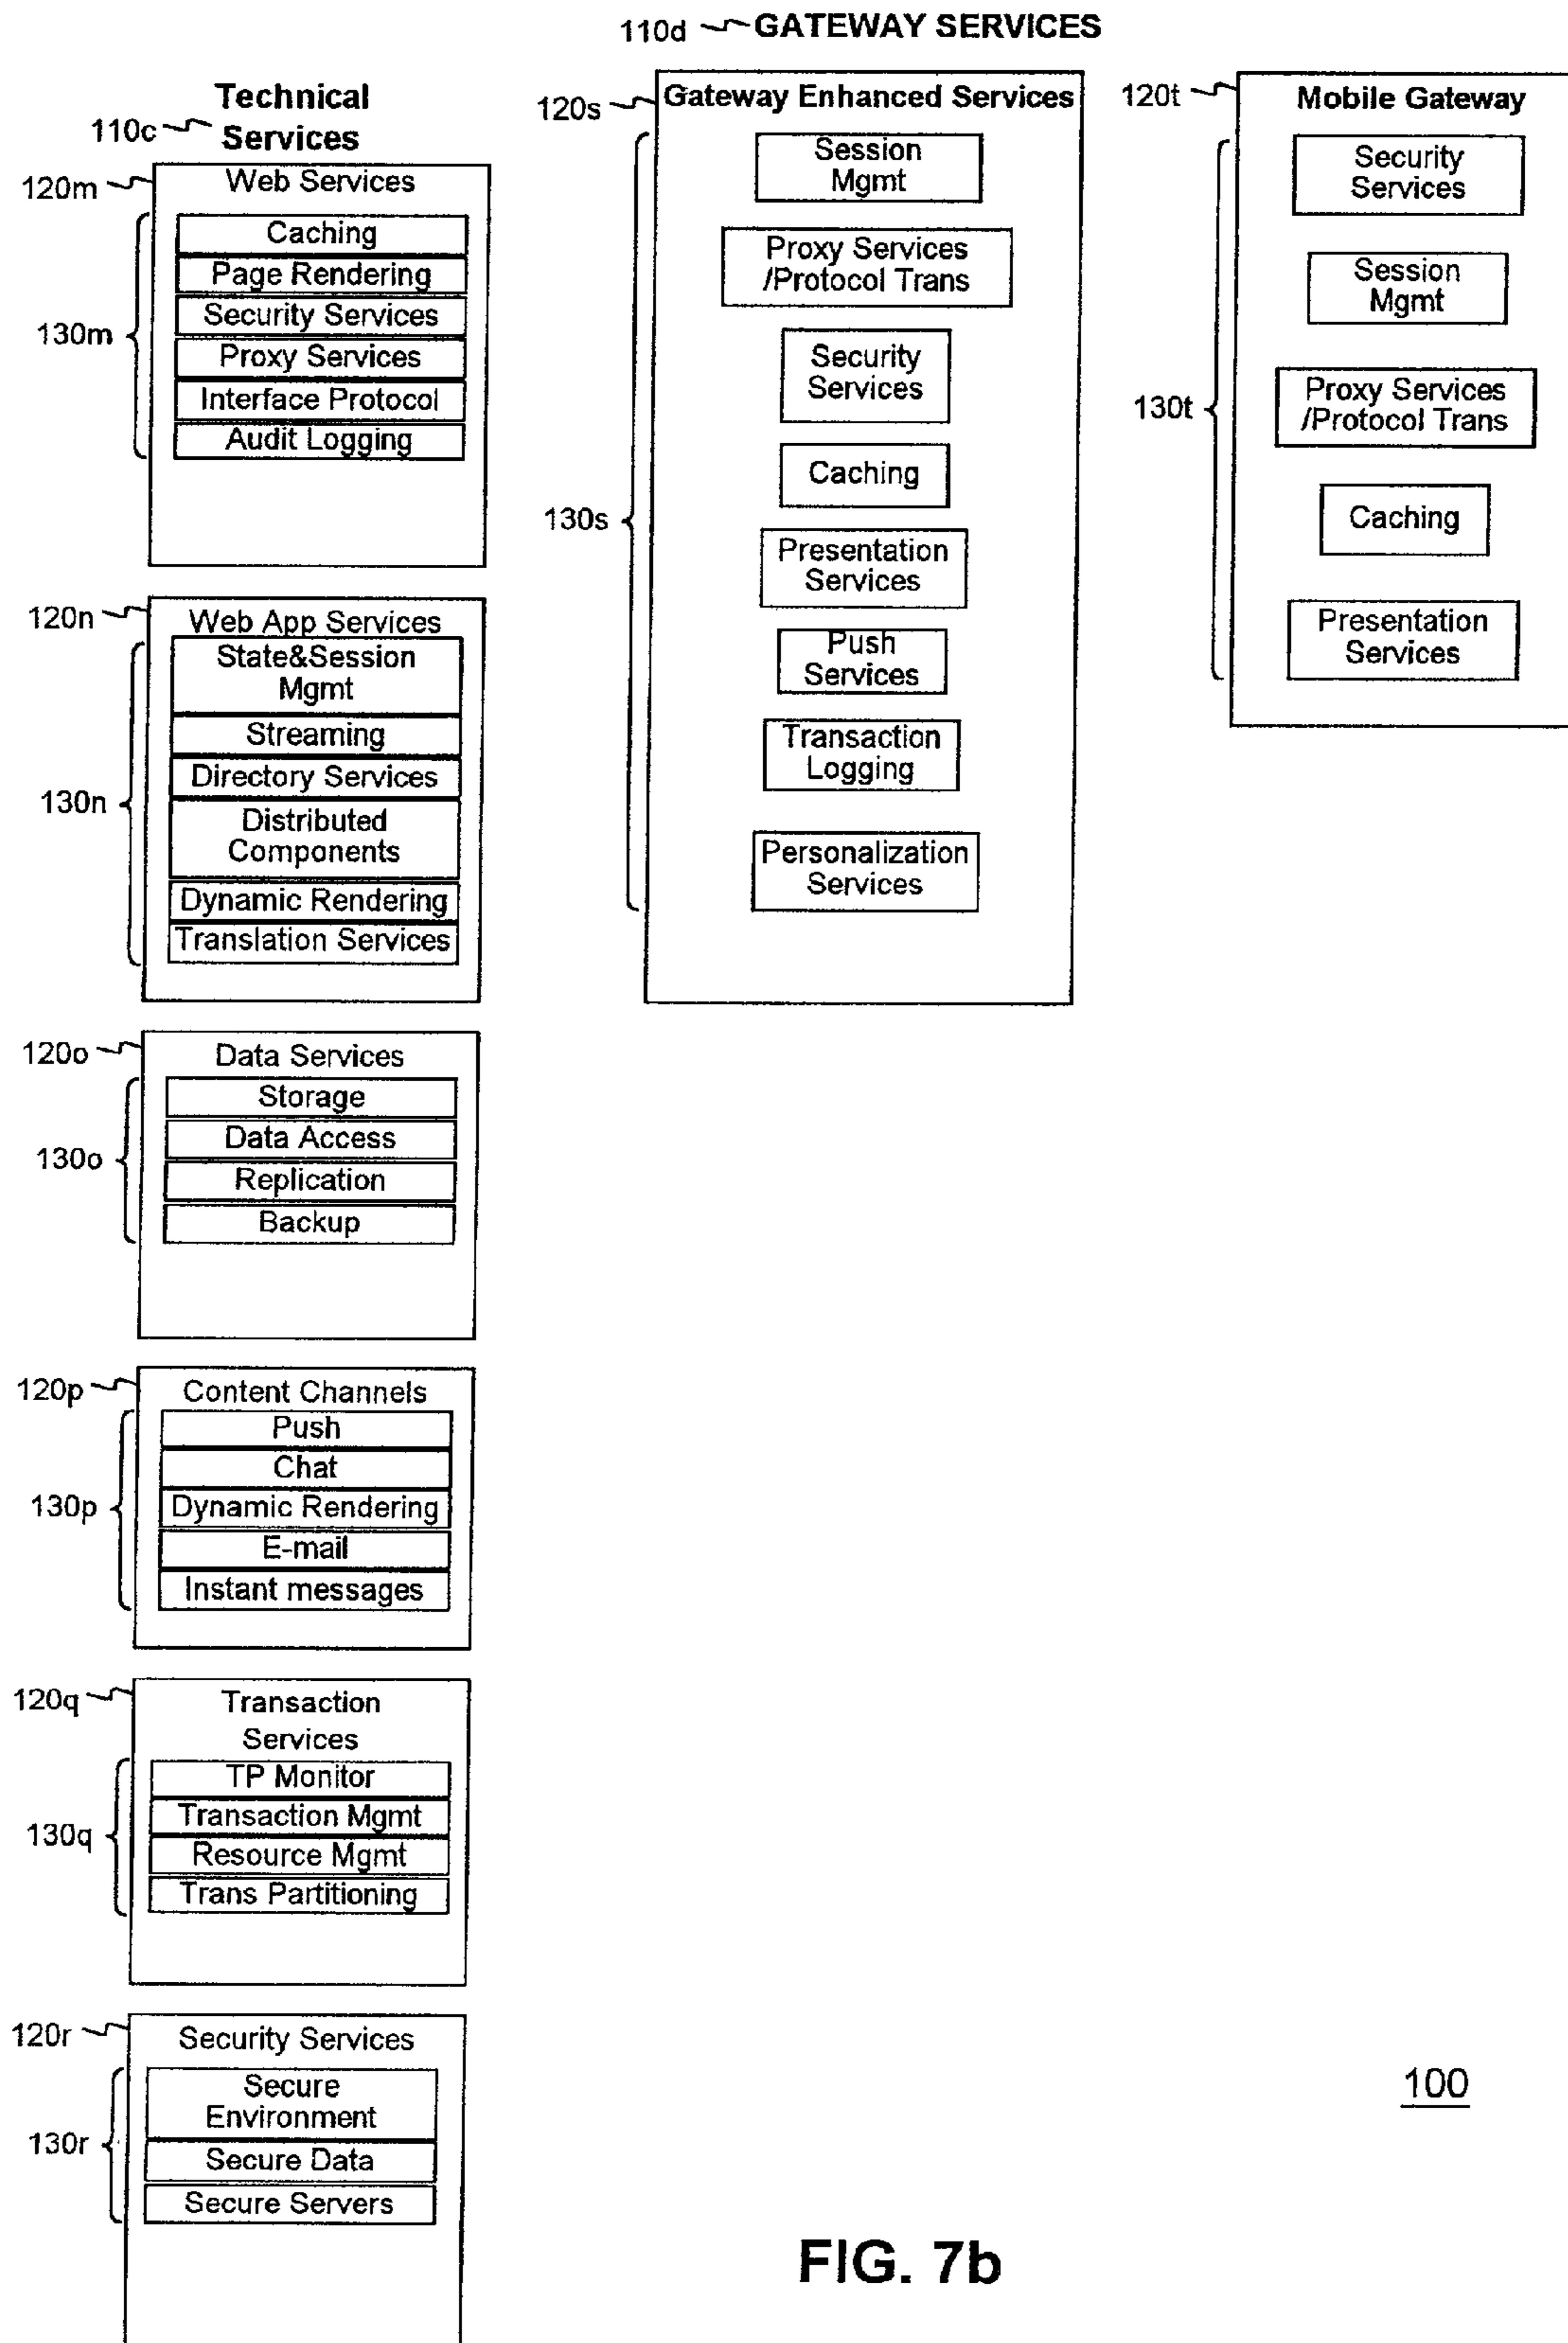 110d GATEWAY SERVICES
Technical
110c Services
120m Web Services
130m
Caching
Page Rendering
Security Services
Proxy Services
Interface Protocol
Audit Logging
120n Web App Services
130n
State&Session
Mgmt
Streaming
Directory Services
Distributed
Components
Dynamic Rendering
Translation Services
120o Data Services
130o
Storage
Data Access
Replication
Backup
120p Content Channels
130p
Push
Chat
Dynamic Rendering
E-mail
Instant messages
120q Transaction
Services
130q
TP Monitor
Transaction Mgmt
Resource Mgmt
Trans Partitioning
120r Security Services
130r
Secure
Environment
Secure Data
Secure Servers
120s Gateway Enhanced Services
130s
Session
Mgmt
Proxy Services
/Protocol Trans
Security
Services
Caching
Presentation
Services
Push
Services
Transaction
Logging
Personalization
Services
120t Mobile Gateway
130t
Security
Services
Session
Mgmt
Proxy Services
/Protocol Trans
Caching
Presentation
Services
100
FIG. 7b